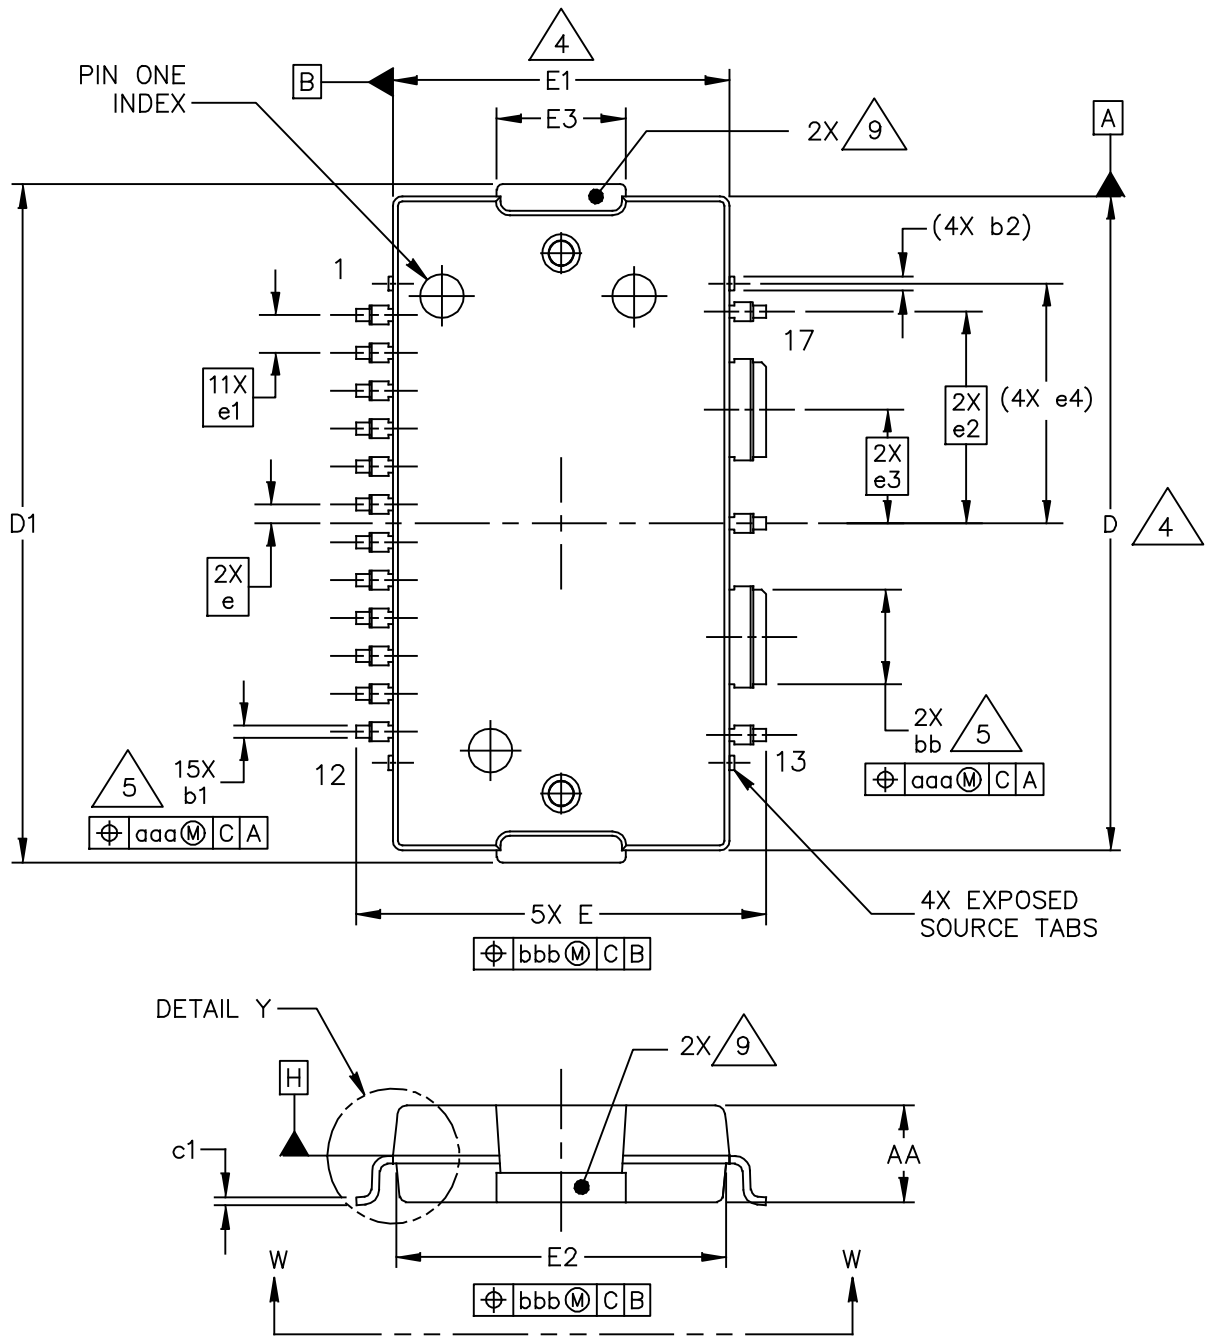 4
PIN ONE
INDEX
B
E1
E3
2X 9
A
(4X b2)
1
17
11X
e1
2X
e2
(4X e4)
2X
e3
D1
D 4
2X
e
2X
bb 5
⌖ aaa Ⓜ C A
5 15X
b1
12
13
⌖ aaa Ⓜ C A
4X EXPOSED
SOURCE TABS
5X E
⌖ bbb Ⓜ C B
DETAIL Y
2X 9
H
c1
AA
E2
W
W
⌖ bbb Ⓜ C B